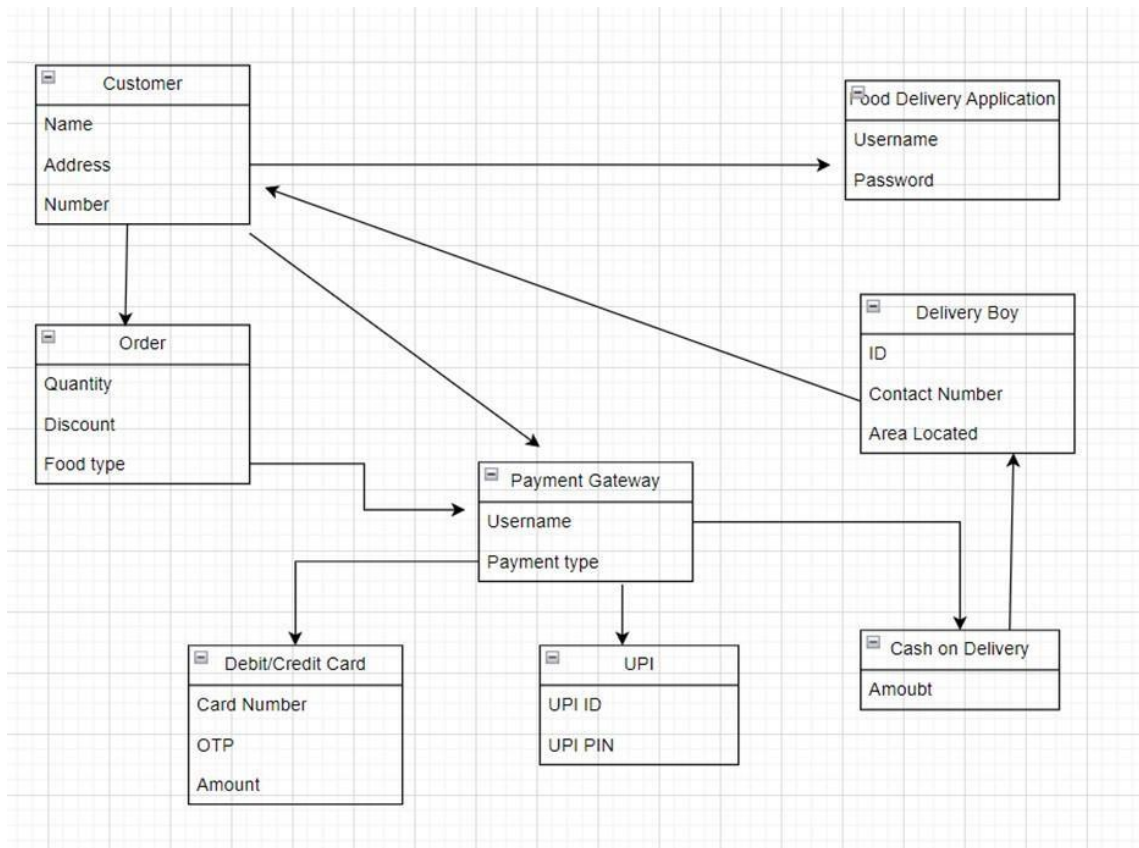 Customer
Name
Address
Number
Food Delivery Application
Username
Password
Order
Quantity
Discount
Food type
Delivery Boy
ID
Contact Number
Area Located
Payment Gateway
Username
Payment type
Debit/Credit Card
Card Number
OTP
Amount
UPI
UPI ID
UPI PIN
Cash on Delivery
Amoubt